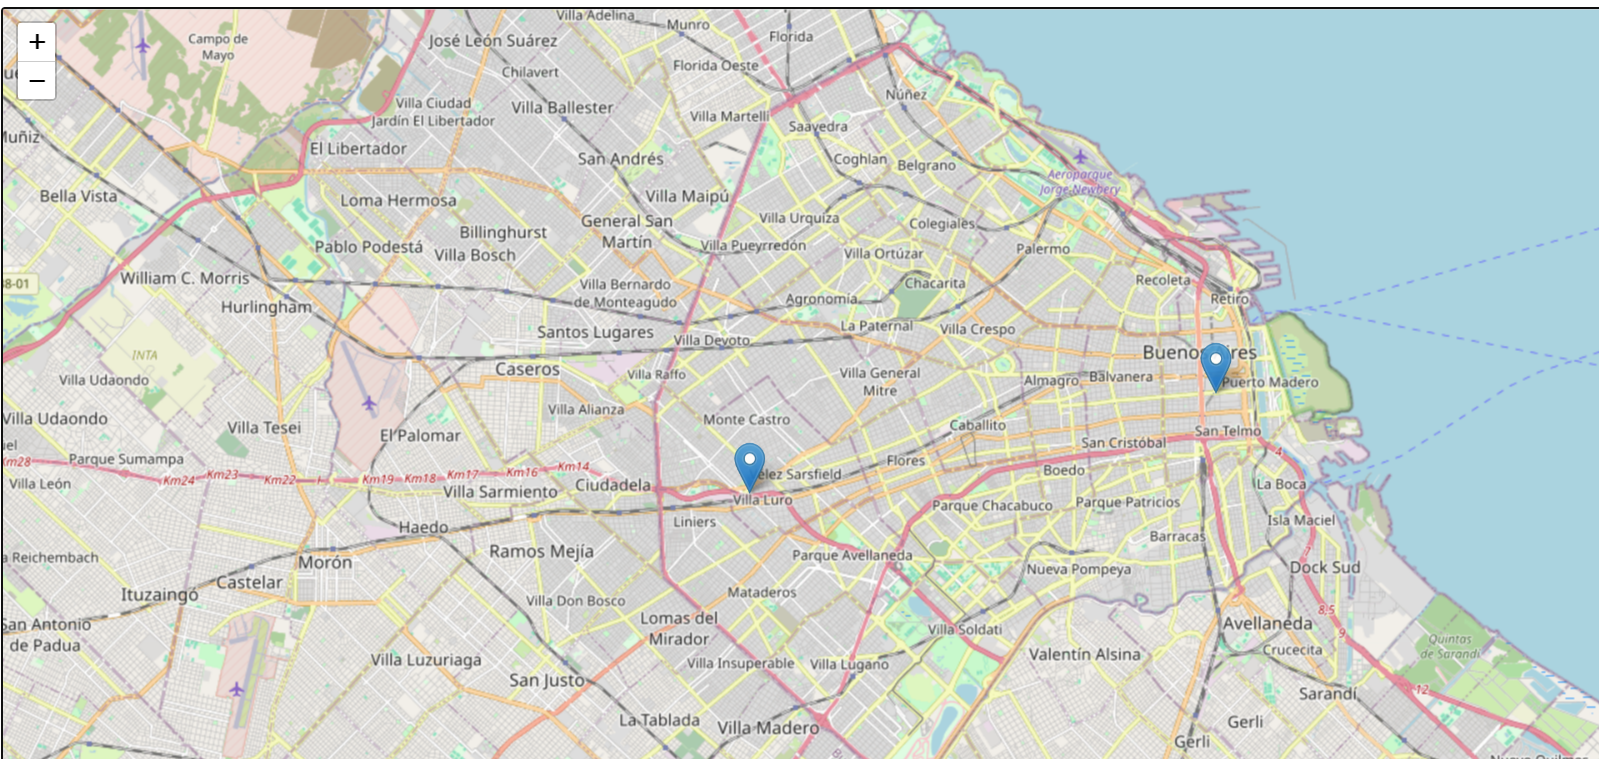 +
−
Villa Adelina
Munro
Florida
Campo de
Mayo
José León Suárez
Chilavert
Florida Oeste
Núñez
Villa Ciudad
Jardín El Libertador
Villa Ballester
Villa Martelli
Saavedra
Muñiz
El Libertador
San Andrés
Coghlan
Belgrano
Aeroparque
Jorge Newbery
Bella Vista
Loma Hermosa
Villa Maipú
General San
Martín
Villa Urquiza
Colegiales
Billinghurst
Pablo Podestá
Villa Bosch
Villa Pueyrredón
Villa Ortúzar
Palermo
William C. Morris
8-01
Villa Bernardo
de Monteagudo
Agronomía
Chacarita
Recoleta
Retiro
Hurlingham
Santos Lugares
Villa Devoto
La Paternal
Villa Crespo
INTA
Caseros
Villa Raffo
Villa General
Mitre
Almagro
Balvanera
Buenos Aires
Puerto Madero
Villa Udaondo
Villa Udaondo
Villa Alianza
Monte Castro
Caballito
San Cristóbal
San Telmo
Villa Tesei
El Palomar
Parque Sumampa
Km28
Km24
Km23
Km22
Km19
Km18
Km17
Km16
Km14
Vélez Sarsfield
Flores
Boedo
4
La Boca
Villa León
Villa Sarmiento
Ciudadela
Villa Luro
Parque Chacabuco
Parque Patricios
Isla Maciel
Haedo
Liniers
Barracas
Reichembach
Morón
Ramos Mejía
Parque Avellaneda
Nueva Pompeya
Dock Sud
7
Ituzaingó
Castelar
Villa Don Bosco
Mataderos
8,5
San Antonio
de Padua
Lomas del
Mirador
Villa Soldati
Avellaneda
9
Quintas
de Sarandí
Villa Luzuriaga
Villa Insuperable
Villa Lugano
Valentín Alsina
Crucecita
San Justo
Sarandí
12
La Tablada
Villa Madero
Gerli
Gerli